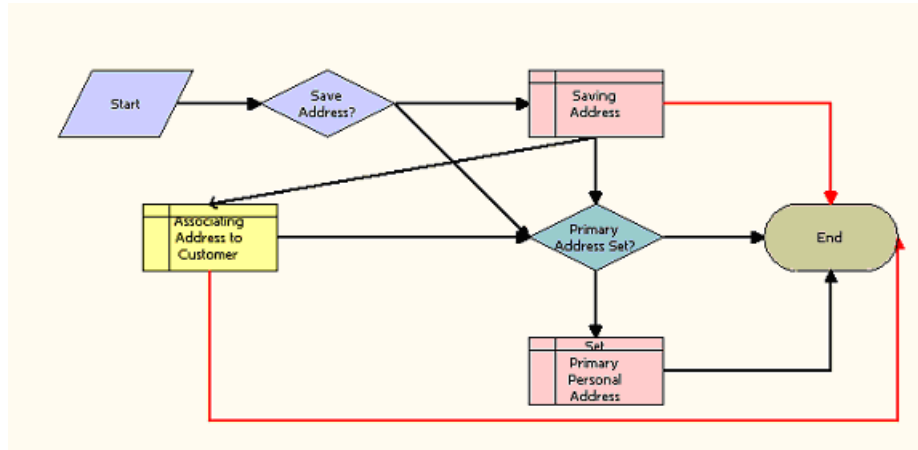 Start
Save
Address?
Saving
Address
Associating
Address to
Customer
Primary
Address Set?
End
Set
Primary
Personal
Address